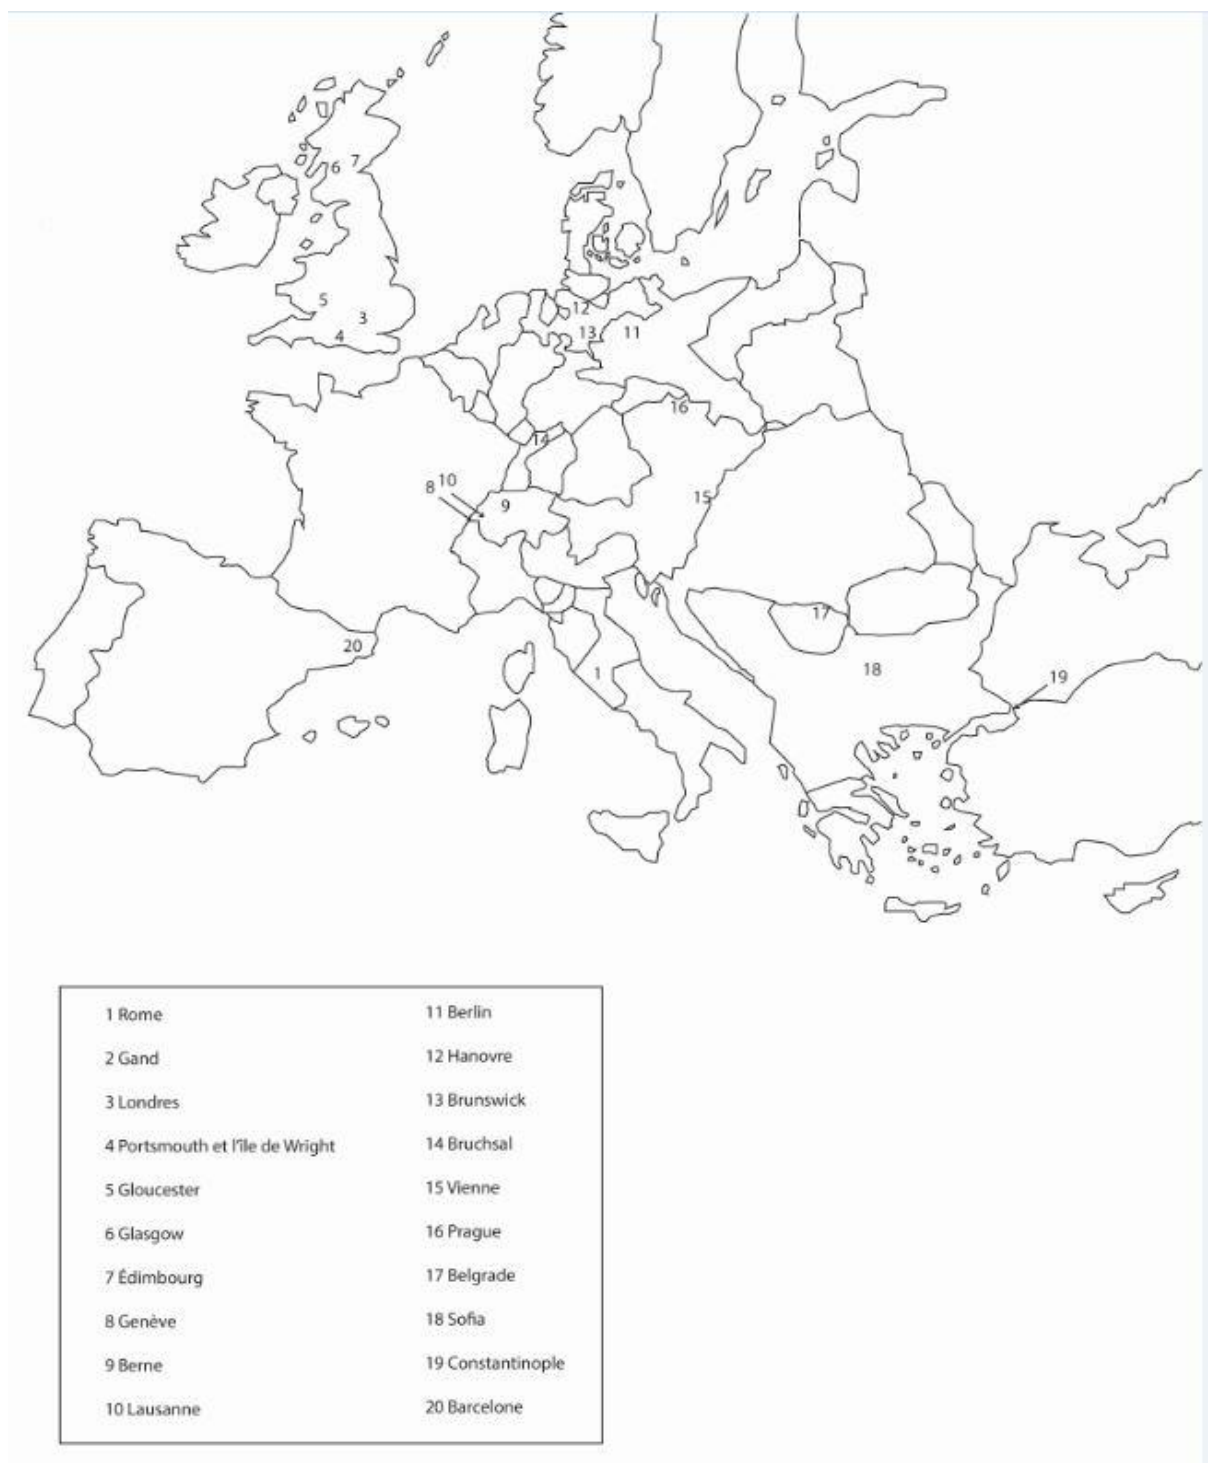 7
6
5
3
4
12
13
11
16
14
8 10
9
15
17
20
1
18
19
1 Rome
2 Gand
3 Londres
4 Portsmouth et l'île de Wright
5 Gloucester
6 Glasgow
7 Édimbourg
8 Genève
9 Berne
10 Lausanne
11 Berlin
12 Hanovre
13 Brunswick
14 Bruchsal
15 Vienne
16 Prague
17 Belgrade
18 Sofia
19 Constantinople
20 Barcelone